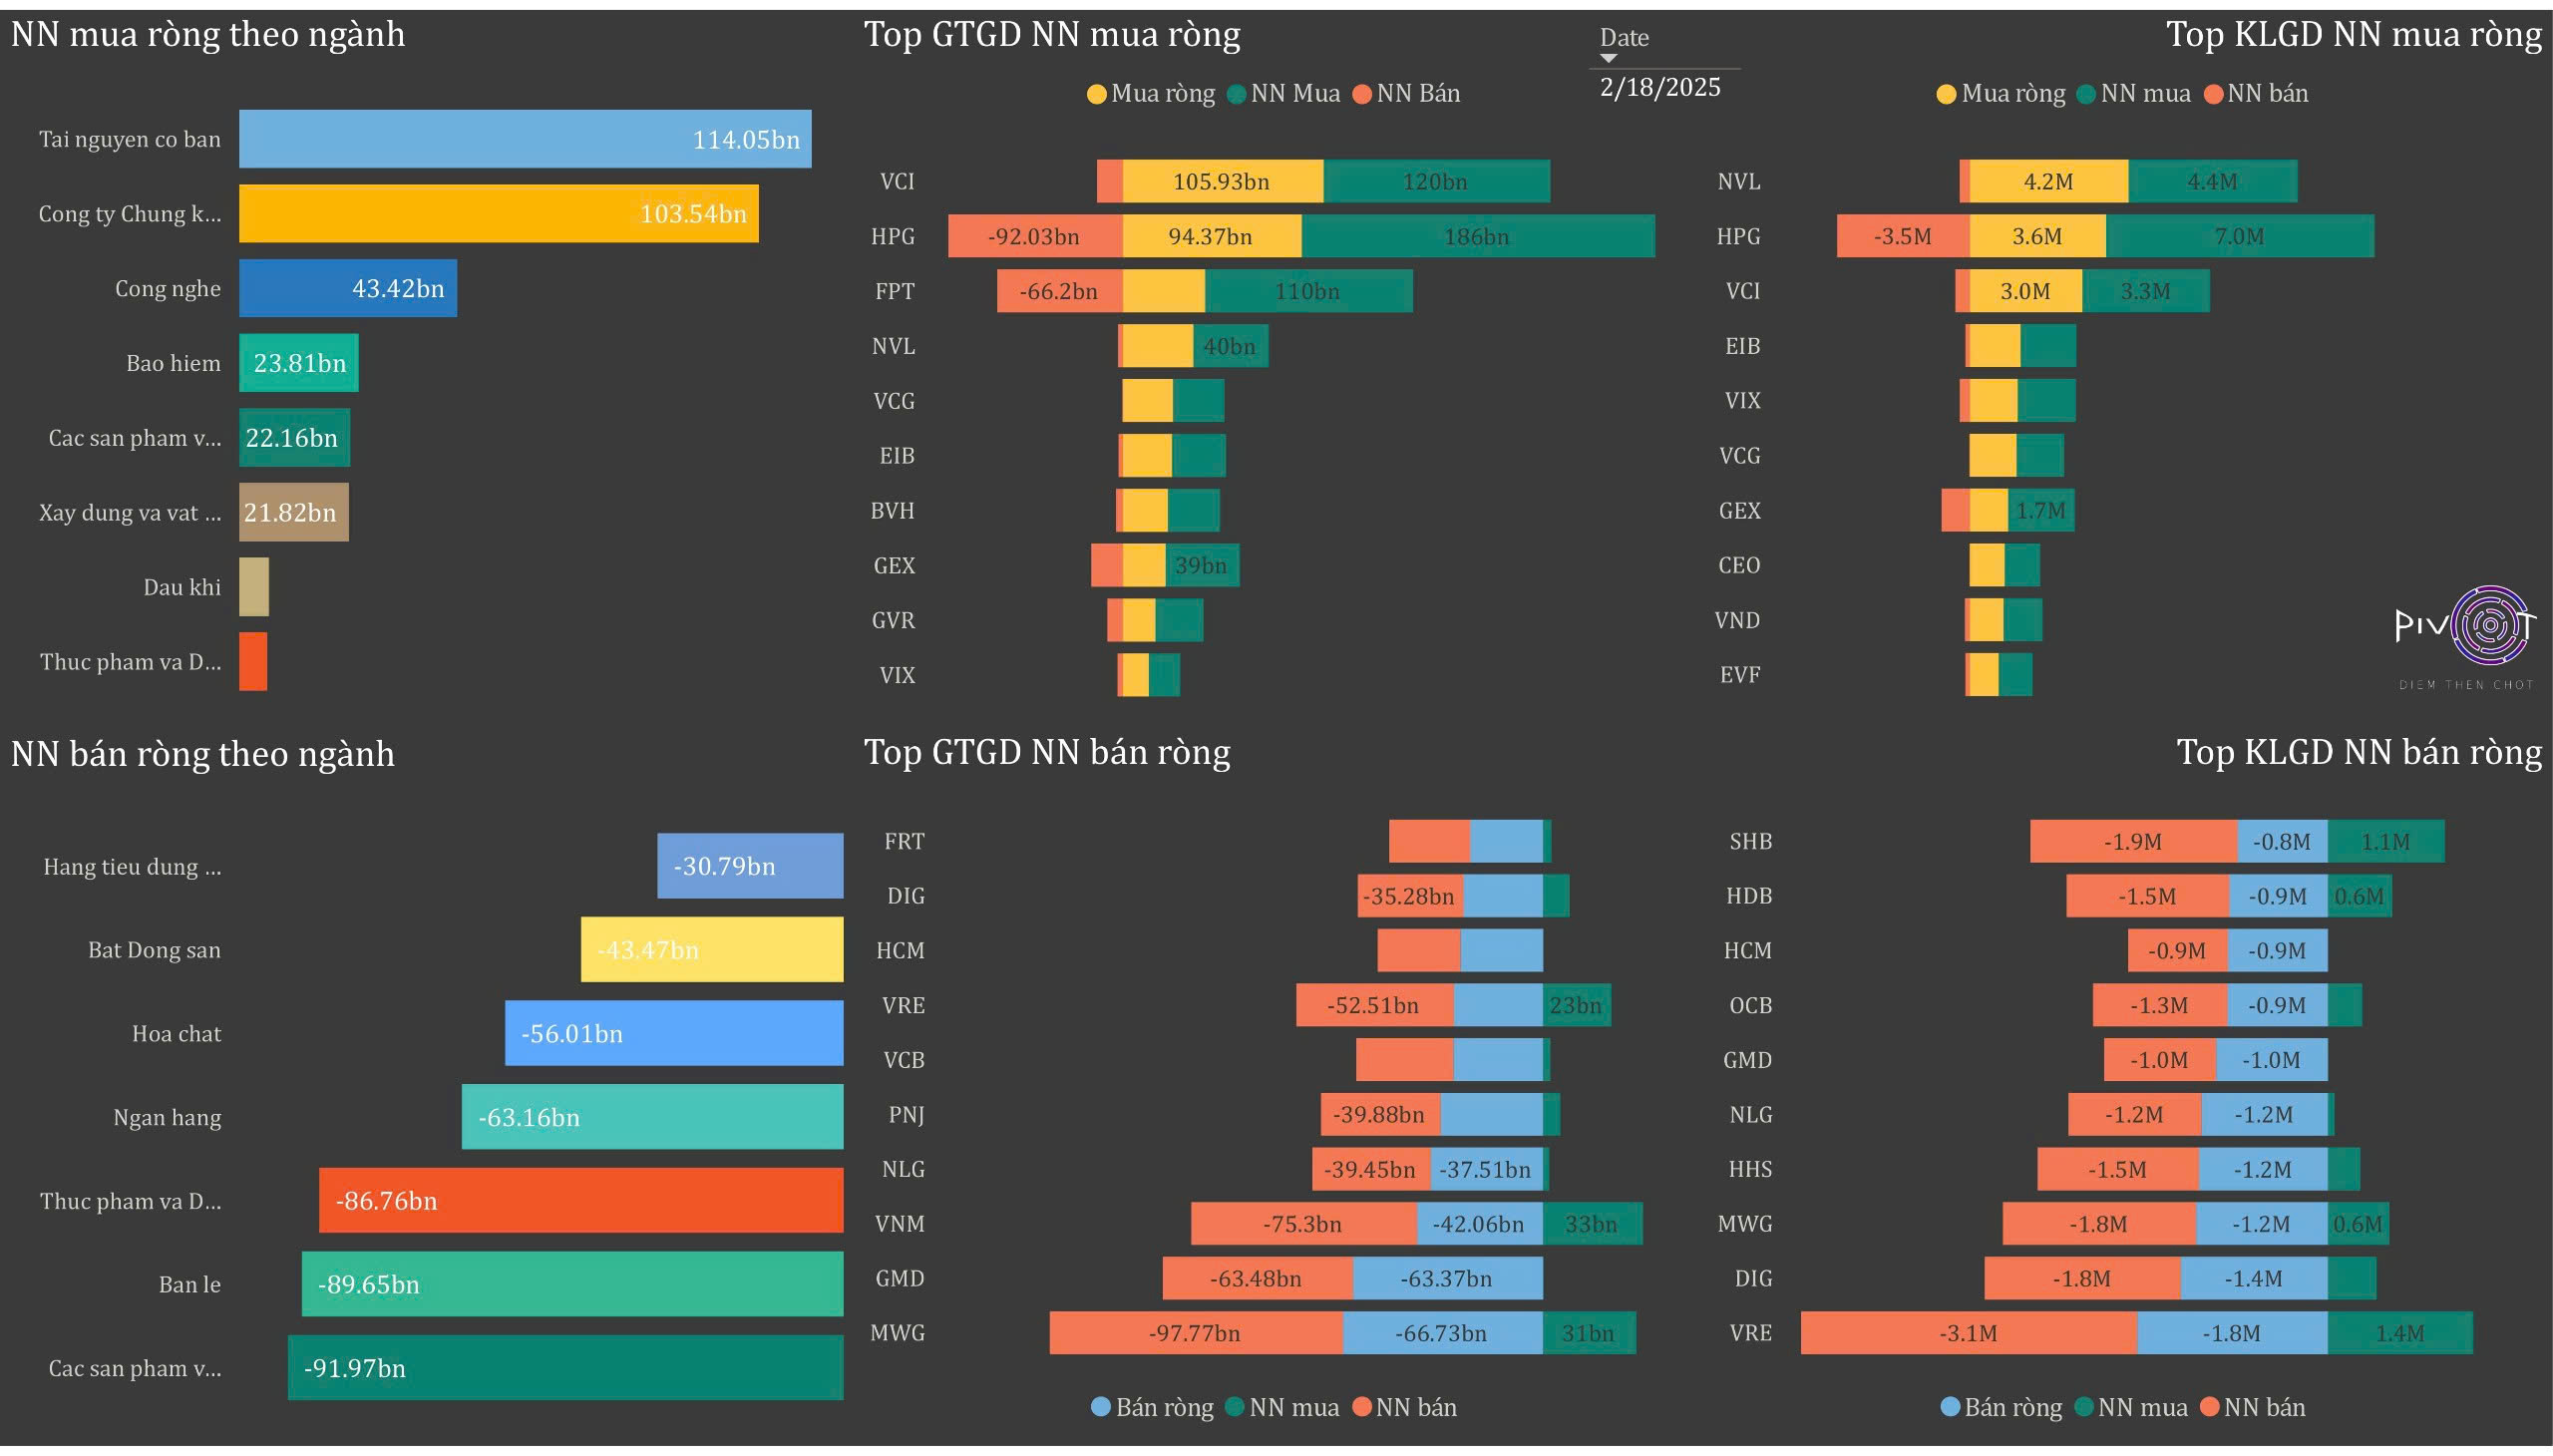 NN mua ròng theo ngành
Tai nguyen co ban
114.05bn
Cong ty Chung k...
103.54bn
Cong nghe
43.42bn
Bao hiem
23.81bn
Cac san pham v...
22.16bn
Xay dung va vat ...
21.82bn
Dau khi
Thuc pham va D...
Top GTGD NN mua ròng
Date
2/18/2025
Mua ròng NN Mua NN Bán
VCI 105.93bn 120bn
HPG -92.03bn 94.37bn 186bn
FPT -66.2bn 110bn
NVL 40bn
VCG
EIB
BVH
GEX 39bn
GVR
VIX
Top KLGD NN mua ròng
Mua ròng NN mua NN bán
NVL 4.2M 4.4M
HPG -3.5M 3.6M 7.0M
VCI 3.0M 3.3M
EIB
VIX
VCG
GEX 1.7M
CEO
VND
EVF
PIVOT
DIEM THEN CHOT
NN bán ròng theo ngành
Hang tieu dung ...
-30.79bn
Bat Dong san
-43.47bn
Hoa chat
-56.01bn
Ngan hang
-63.16bn
Thuc pham va D...
-86.76bn
Ban le
-89.65bn
Cac san pham v...
-91.97bn
Top GTGD NN bán ròng
FRT
DIG -35.28bn
HCM
VRE -52.51bn 23bn
VCB
PNJ -39.88bn
NLG -39.45bn -37.51bn
VNM -75.3bn -42.06bn 33bn
GMD -63.48bn -63.37bn
MWG -97.77bn -66.73bn 31bn
Bán ròng NN mua NN bán
Top KLGD NN bán ròng
SHB -1.9M -0.8M 1.1M
HDB -1.5M -0.9M 0.6M
HCM -0.9M -0.9M
OCB -1.3M -0.9M
GMD -1.0M -1.0M
NLG -1.2M -1.2M
HHS -1.5M -1.2M
MWG -1.8M -1.2M 0.6M
DIG -1.8M -1.4M
VRE -3.1M -1.8M 1.4M
Bán ròng NN mua NN bán